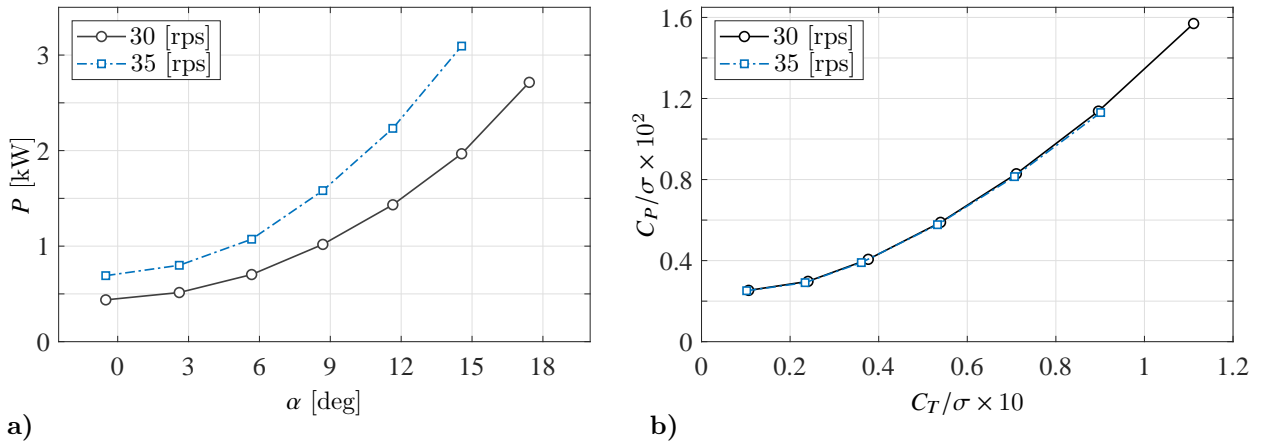 30 [rps]
35 [rps]
P [kW]
3
2
1
0
0 3 6 9 12 15 18
α [deg]
a)
30 [rps]
35 [rps]
C_P/σ × 10²
1.6
1.2
0.8
0.4
0
0 0.2 0.4 0.6 0.8 1 1.2
C_T/σ × 10
b)